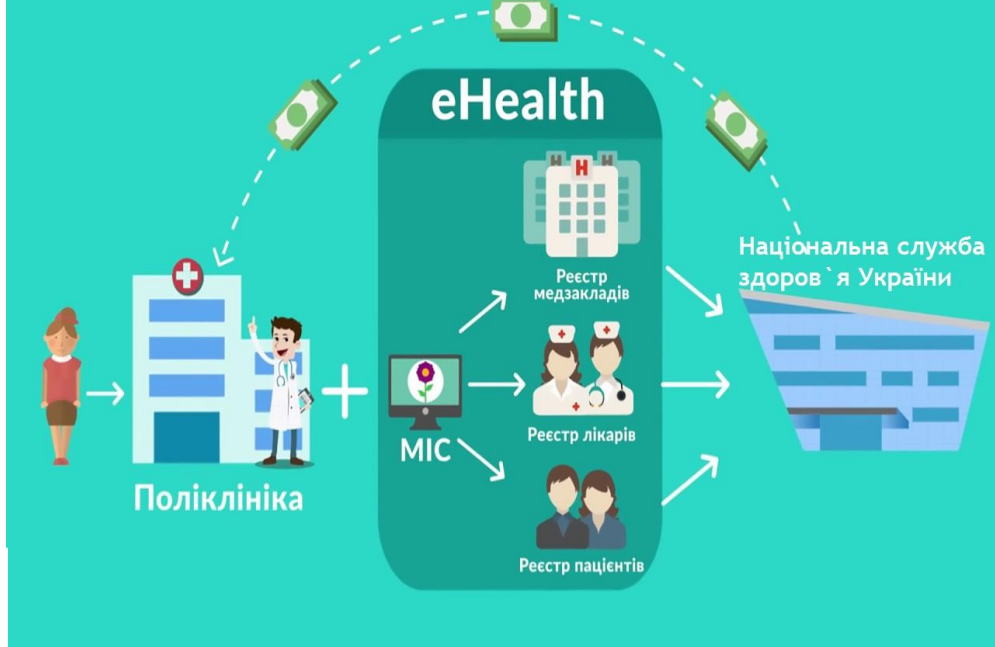 eHealth
H H H
Реєстр
медзакладів
Національна служба
здоров`я України
Реєстр лікарів
МІС
Поліклініка
Реєстр пацієнтів